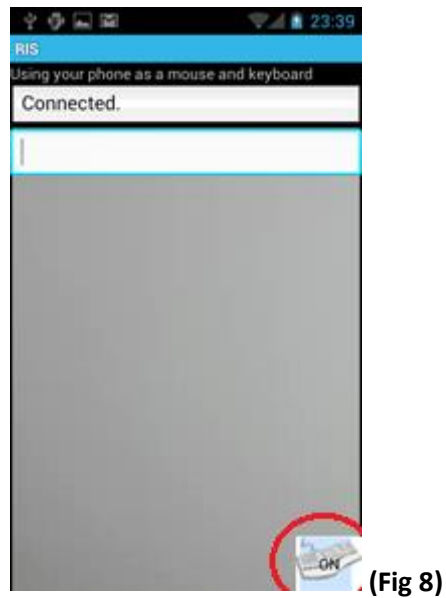 23:39
RIS
Using your phone as a mouse and keyboard
Connected.
ON
(Fig 8)